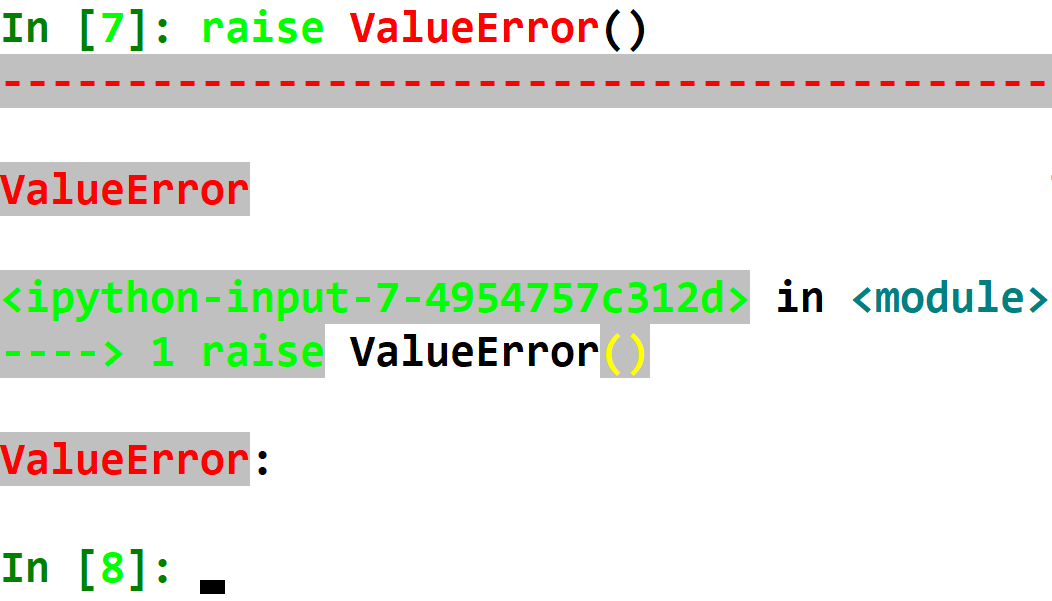 In [7]: raise ValueError()
------------------------------------------
ValueError
<ipython-input-7-4954757c312d> in <module>
----> 1 raise ValueError()
ValueError:
In [8]: